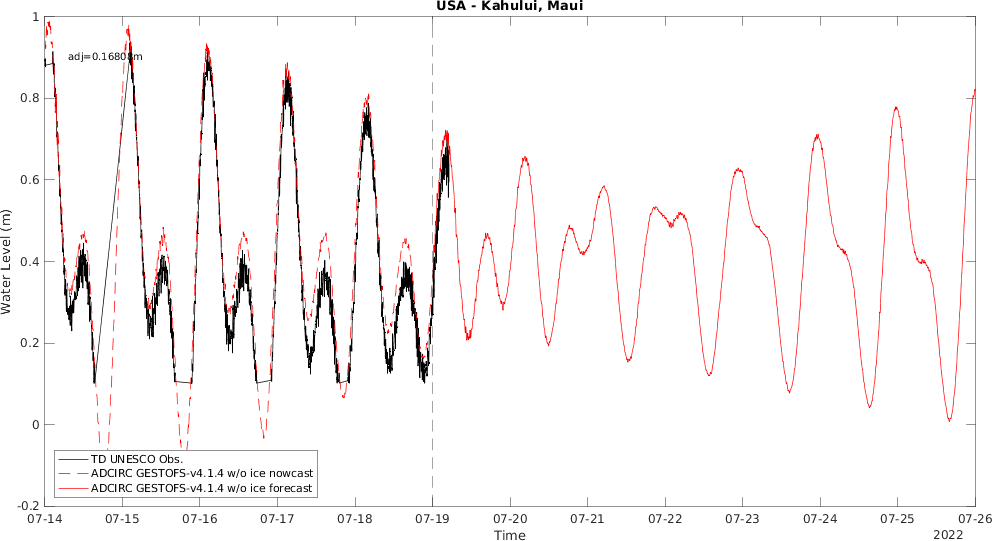 USA - Kahului, Maui
1
adj=0.16808m
0.8
0.6
0.4
0.2
0
-0.2
Water Level (m)
TD UNESCO Obs.
ADCIRC GESTOFS-v4.1.4 w/o ice nowcast
ADCIRC GESTOFS-v4.1.4 w/o ice forecast
07-14 07-15 07-16 07-17 07-18 07-19 07-20 07-21 07-22 07-23 07-24 07-25 07-26
Time
2022